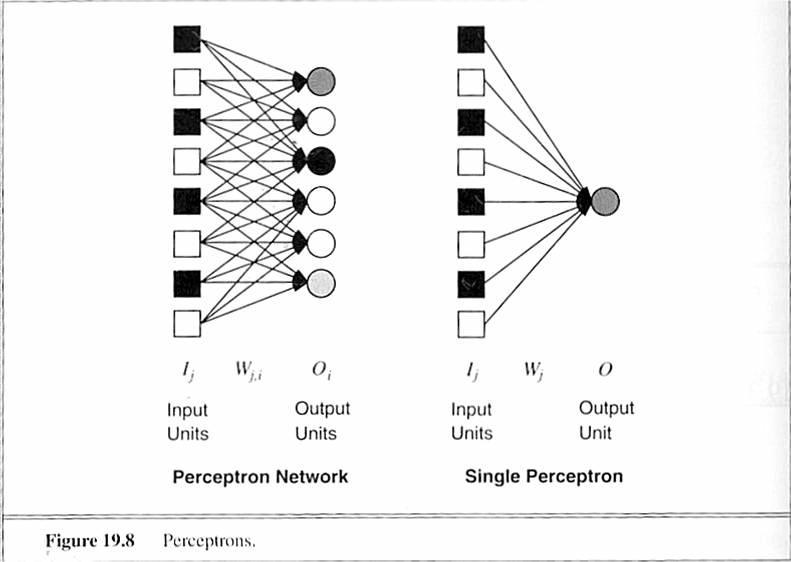 I_j W_{j,i} O_i I_j W_j O
Input Output Input Output
Units Units Units Unit
Perceptron Network Single Perceptron
Figure 19.8 Perceptrons.